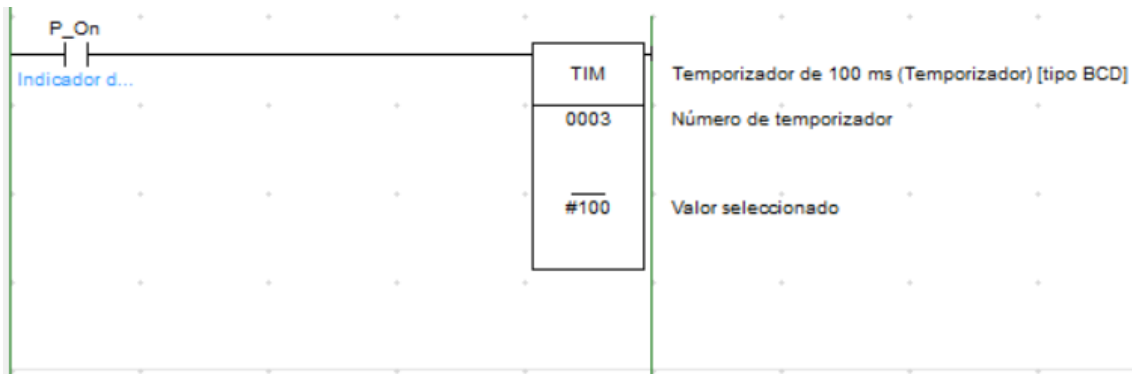 P_On
Indicador d...
TIM
Temporizador de 100 ms (Temporizador) [tipo BCD]
0003
Número de temporizador
#100
Valor seleccionado